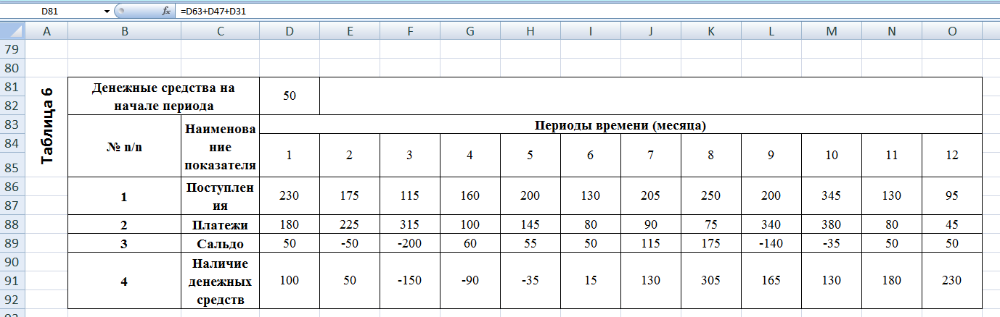 D81 fx =D63+D47+D31
A B C D E F G H I J K L M N O
79
80
81
82
83
84
85
86
87
88
89
90
91
92
93
Таблица 6
Денежные средства на
начале периода
50
№ n/n
Наименова
ние
показателя
Периоды времени (месяца)
1 2 3 4 5 6 7 8 9 10 11 12
1 Поступлен
ия 230 175 115 160 200 130 205 250 200 345 130 95
2 Платежи 180 225 315 100 145 80 90 75 340 380 80 45
3 Сальдо 50 -50 -200 60 55 50 115 175 -140 -35 50 50
4 Наличие
денежных
средств 100 50 -150 -90 -35 15 130 305 165 130 180 230